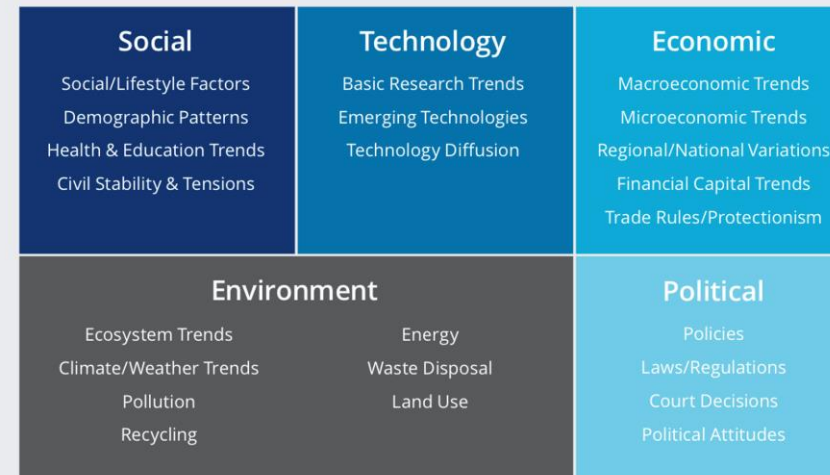 Social
Social/Lifestyle Factors
Demographic Patterns
Health & Education Trends
Civil Stability & Tensions
Technology
Basic Research Trends
Emerging Technologies
Technology Diffusion
Economic
Macroeconomic Trends
Microeconomic Trends
Regional/National Variations
Financial Capital Trends
Trade Rules/Protectionism
Environment
Ecosystem Trends
Climate/Weather Trends
Pollution
Recycling
Energy
Waste Disposal
Land Use
Political
Policies
Laws/Regulations
Court Decisions
Political Attitudes